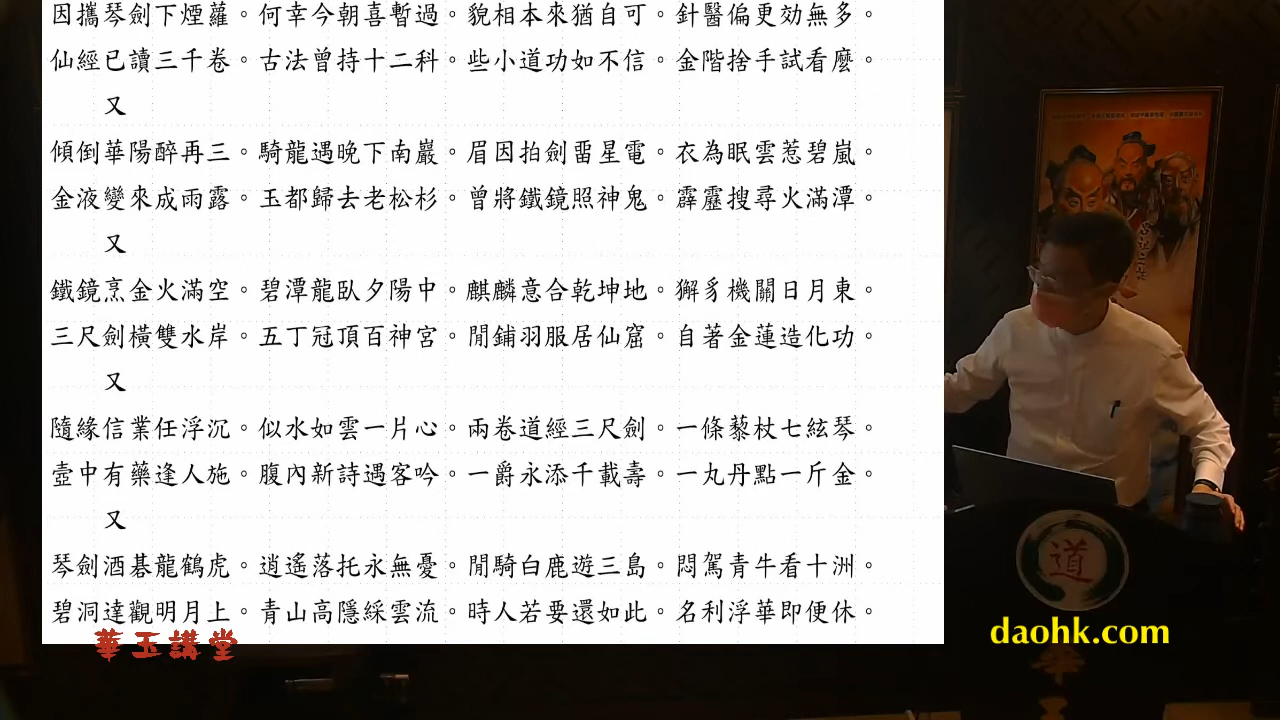 因攜琴劍下煙蘿。何幸今朝喜暫過。貌相本來猶自可。針醫偏更効無多。
仙經已讀三千卷。古法曾持十二科。些小道功如不信。金階捨手試看麼。
又
傾倒華陽醉再三。騎龍遇晚下南巖。眉因拍劍畱星電。衣為眠雲惹碧嵐。
金液變來成雨露。玉都歸去老松杉。曾將鐵鏡照神鬼。霹靂搜尋火滿潭。
又
鐵鏡烹金火滿空。碧潭龍臥夕陽中。麒麟意合乾坤地。獬豸機關日月東。
三尺劍橫雙水岸。五丁冠頂百神宮。閒鋪羽服居仙窟。自著金蓮造化功。
又
隨緣信業任浮沉。似水如雲一片心。兩卷道經三尺劍。一條藜杖七絃琴。
壺中有藥逢人施。腹內新詩遇客吟。一爵永添千載壽。一丸丹點一斤金。
又
琴劍酒碁龍鶴虎。逍遙落托永無憂。閒騎白鹿遊三島。悶駕青牛看十洲。
碧洞達觀明月上。青山高隱綵雲流。時人若要還如此。名利浮華即便休。
華玉講堂
道
daohk.com